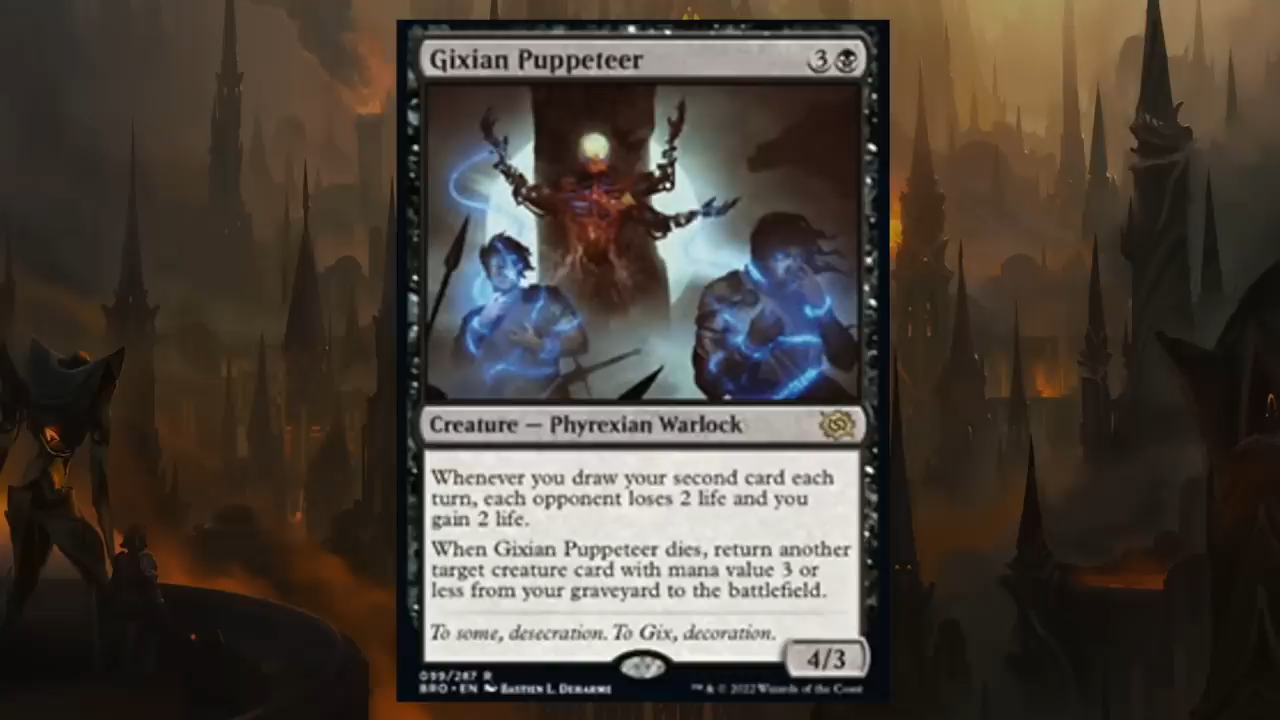 Gixian Puppeteer 3
Creature — Phyrexian Warlock
Whenever you draw your second card each
turn, each opponent loses 2 life and you
gain 2 life.
When Gixian Puppeteer dies, return another
target creature card with mana value 3 or
less from your graveyard to the battlefield.
To some, desecration. To Gix, decoration.
4/3
099/287 R
BRO • EN Bastien L. Deharme
™ & © 2022 Wizards of the Coast